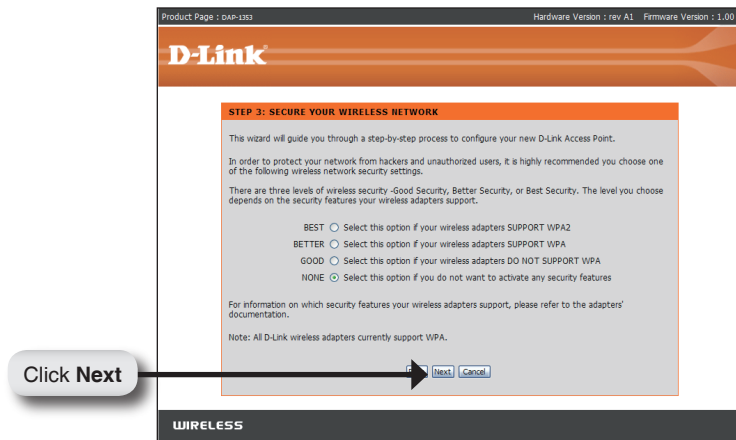 Product Page : DAP-1353 Hardware Version : rev A1 Firmware Version : 1.00
D-Link
STEP 3: SECURE YOUR WIRELESS NETWORK
This wizard will guide you through a step-by-step process to configure your new D-Link Access Point.
In order to protect your network from hackers and unauthorized users, it is highly recommended you choose one
of the following wireless network security settings.
There are three levels of wireless security -Good Security, Better Security, or Best Security. The level you choose
depends on the security features your wireless adapters support.
BEST Select this option if your wireless adapters SUPPORT WPA2
BETTER Select this option if your wireless adapters SUPPORT WPA
GOOD Select this option if your wireless adapters DO NOT SUPPORT WPA
NONE Select this option if you do not want to activate any security features
For information on which security features your wireless adapters support, please refer to the adapters'
documentation.
Note: All D-Link wireless adapters currently support WPA.
Click Next
Next Cancel
WIRELESS